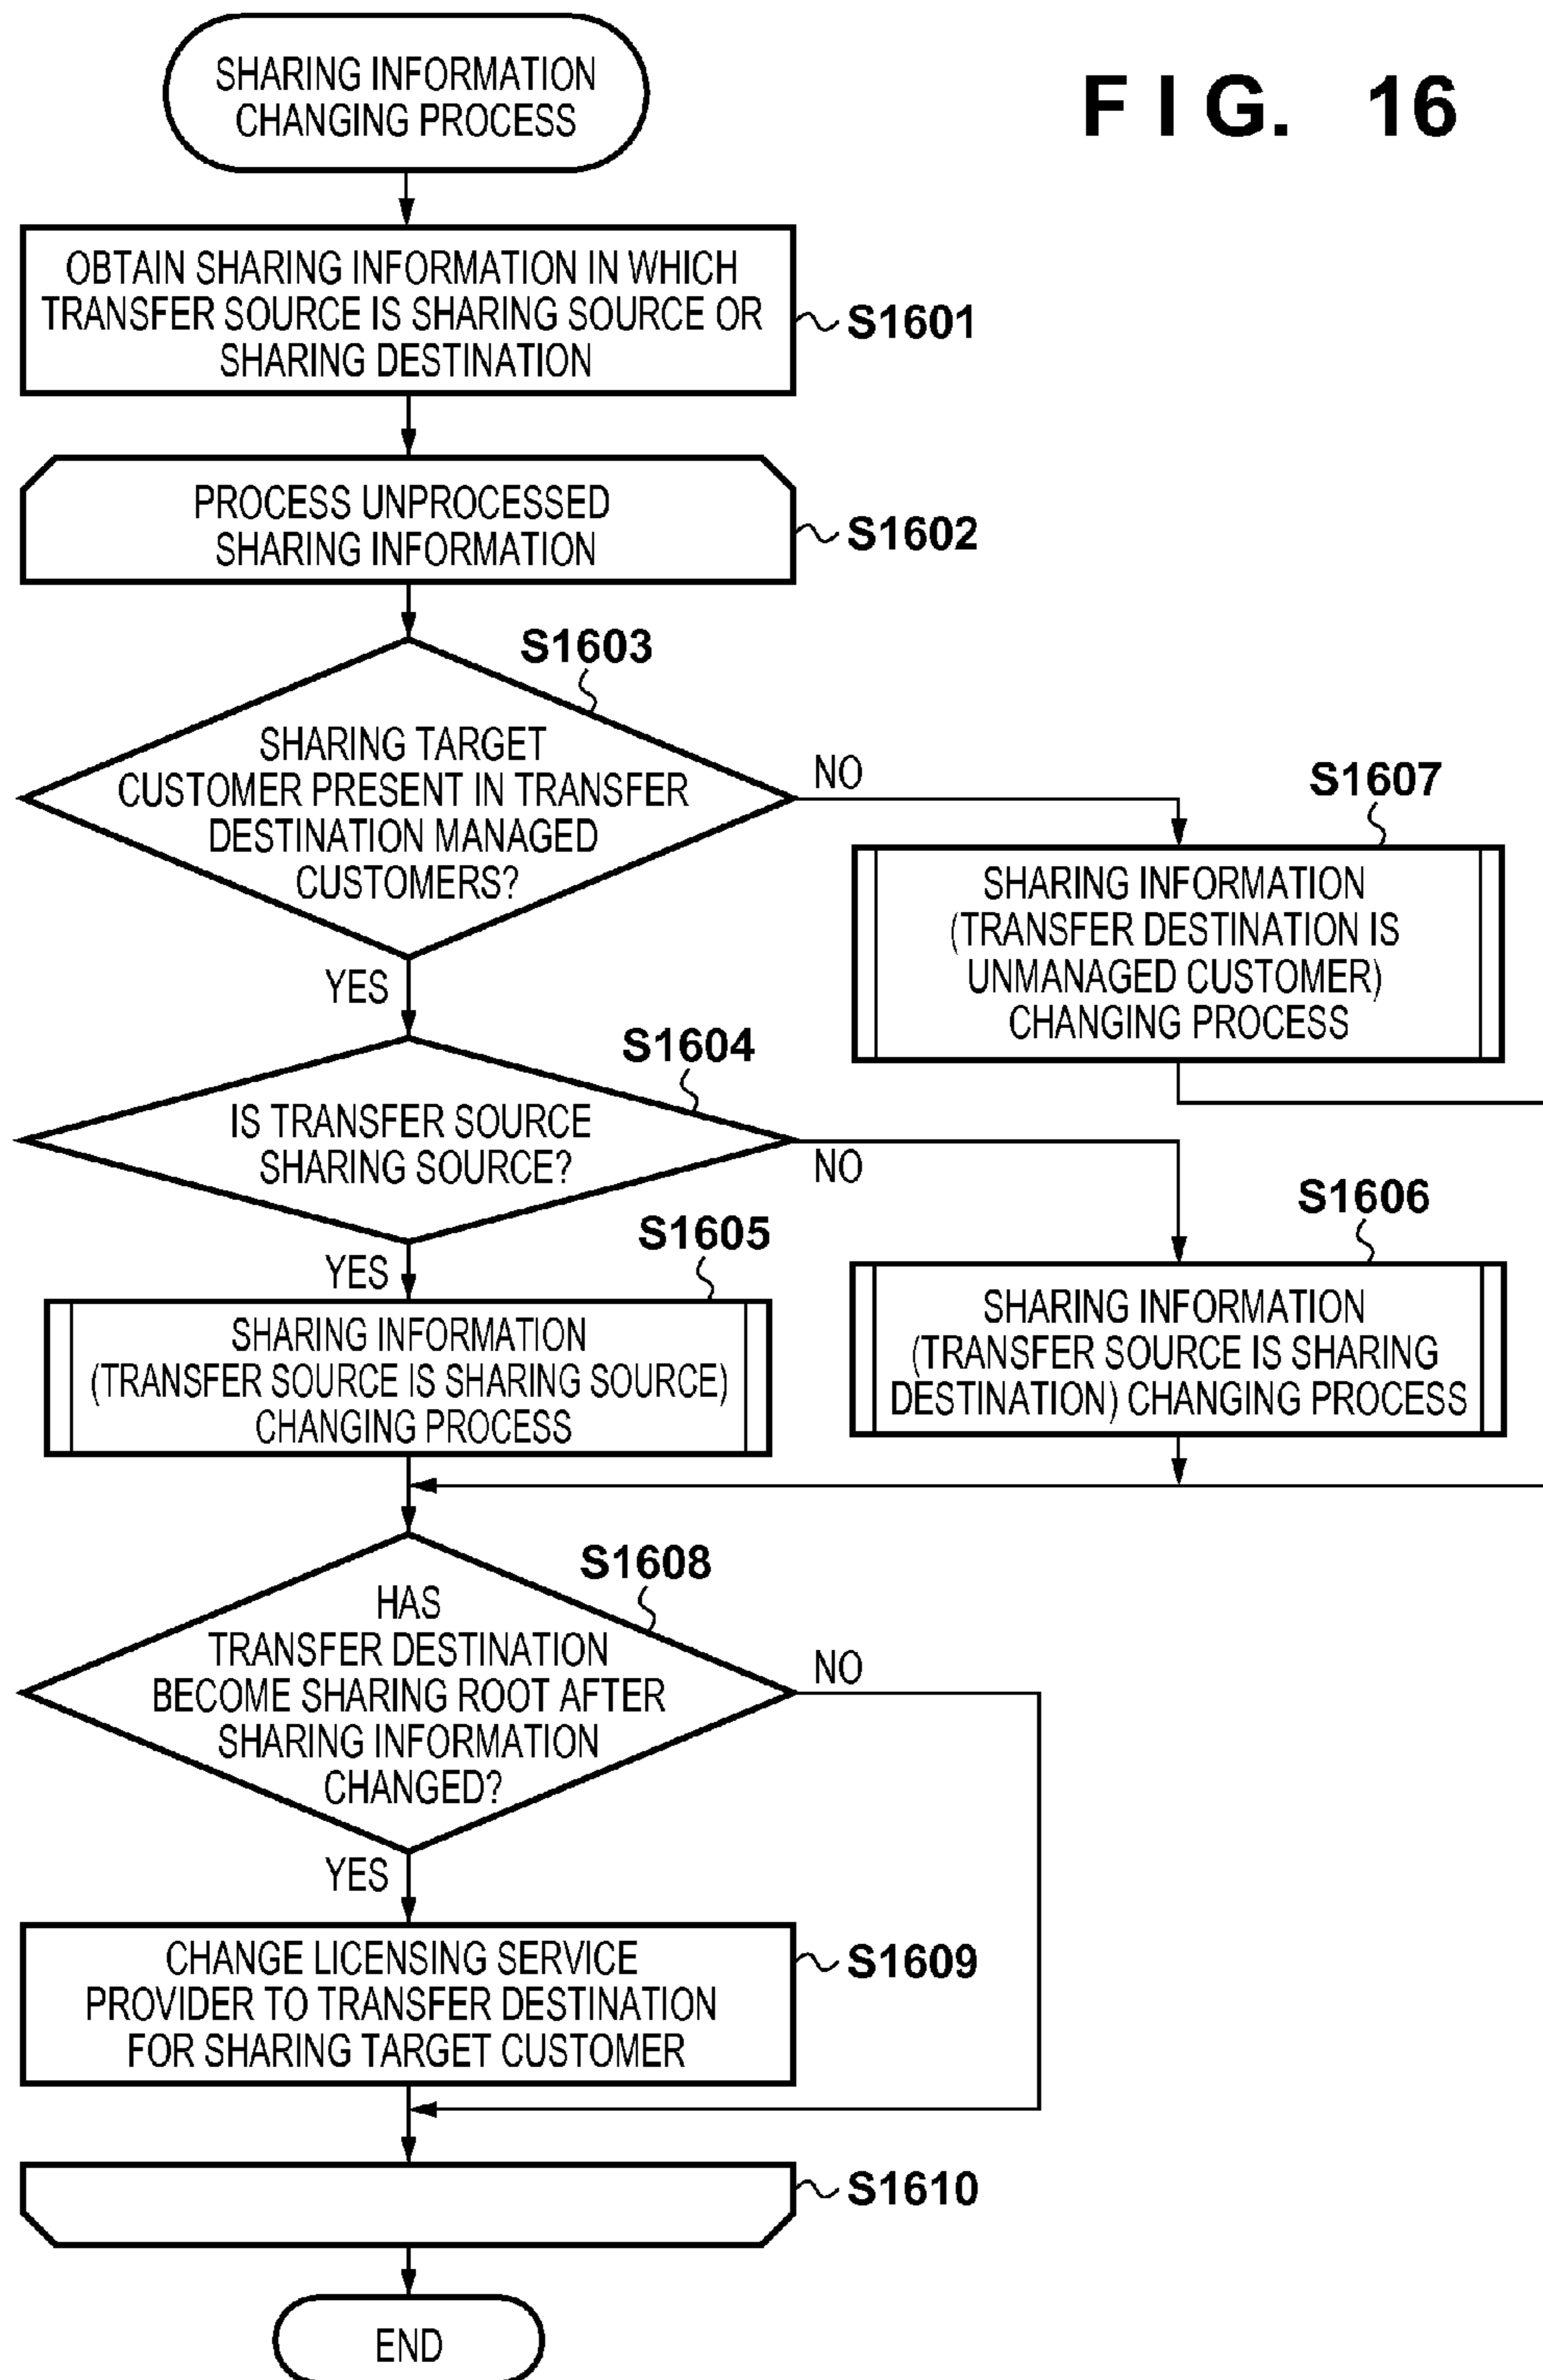 FIG. 16
SHARING INFORMATION
CHANGING PROCESS
OBTAIN SHARING INFORMATION IN WHICH
TRANSFER SOURCE IS SHARING SOURCE OR
SHARING DESTINATION
S1601
PROCESS UNPROCESSED
SHARING INFORMATION
S1602
S1603
SHARING TARGET
CUSTOMER PRESENT IN TRANSFER
DESTINATION MANAGED
CUSTOMERS?
NO
YES
S1607
SHARING INFORMATION
(TRANSFER DESTINATION IS
UNMANAGED CUSTOMER)
CHANGING PROCESS
S1604
IS TRANSFER SOURCE
SHARING SOURCE?
NO
YES
S1605
SHARING INFORMATION
(TRANSFER SOURCE IS SHARING SOURCE)
CHANGING PROCESS
S1606
SHARING INFORMATION
(TRANSFER SOURCE IS SHARING
DESTINATION) CHANGING PROCESS
S1608
HAS
TRANSFER DESTINATION
BECOME SHARING ROOT AFTER
SHARING INFORMATION
CHANGED?
NO
YES
CHANGE LICENSING SERVICE
PROVIDER TO TRANSFER DESTINATION
FOR SHARING TARGET CUSTOMER
S1609
S1610
END